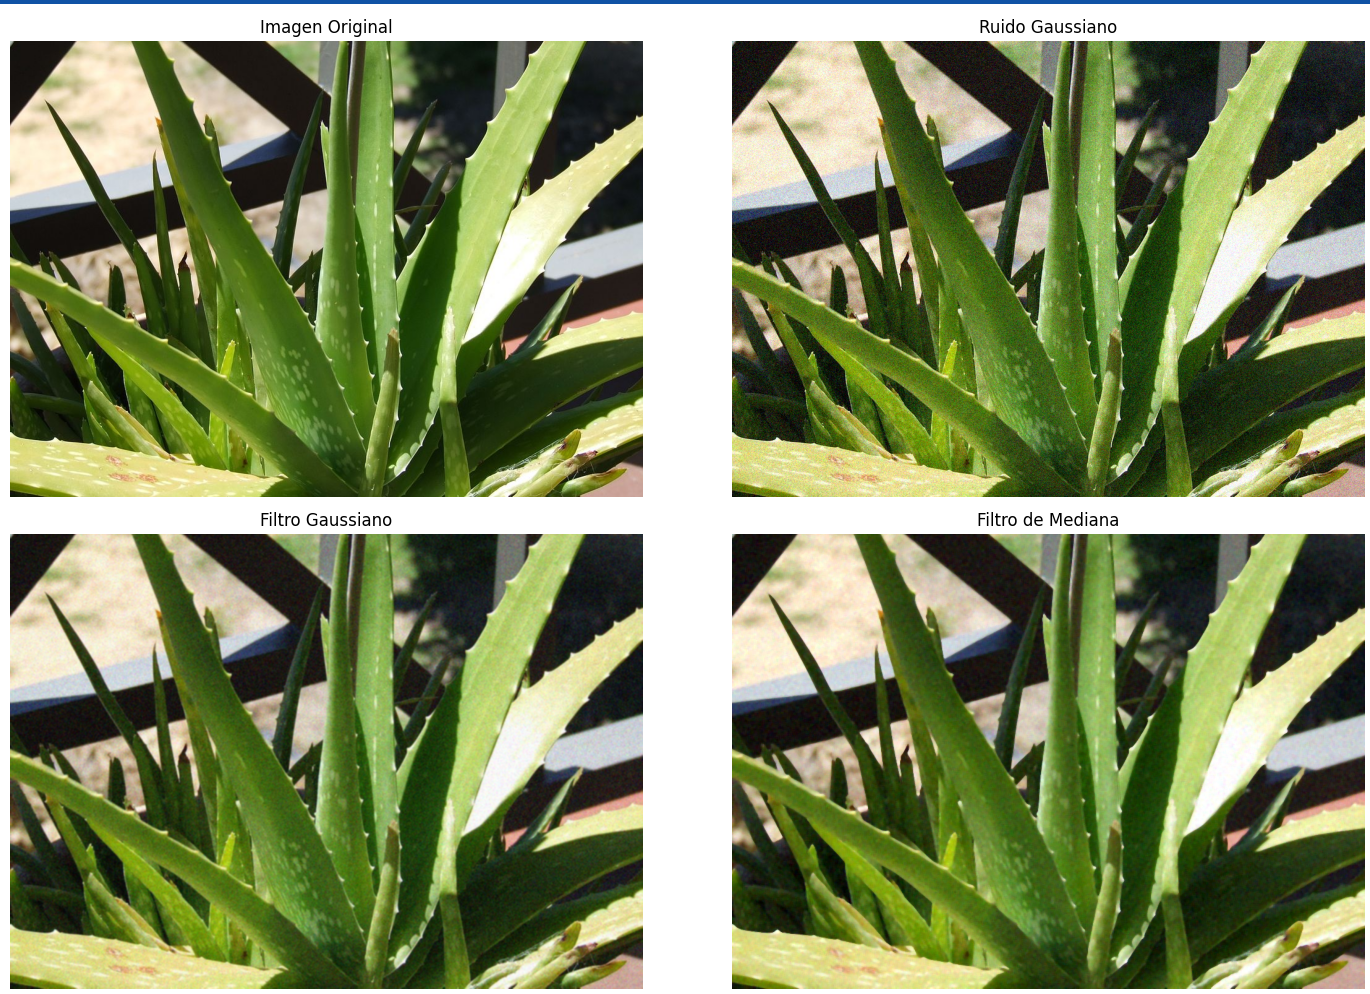 Imagen Original
Ruido Gaussiano
Filtro Gaussiano
Filtro de Mediana